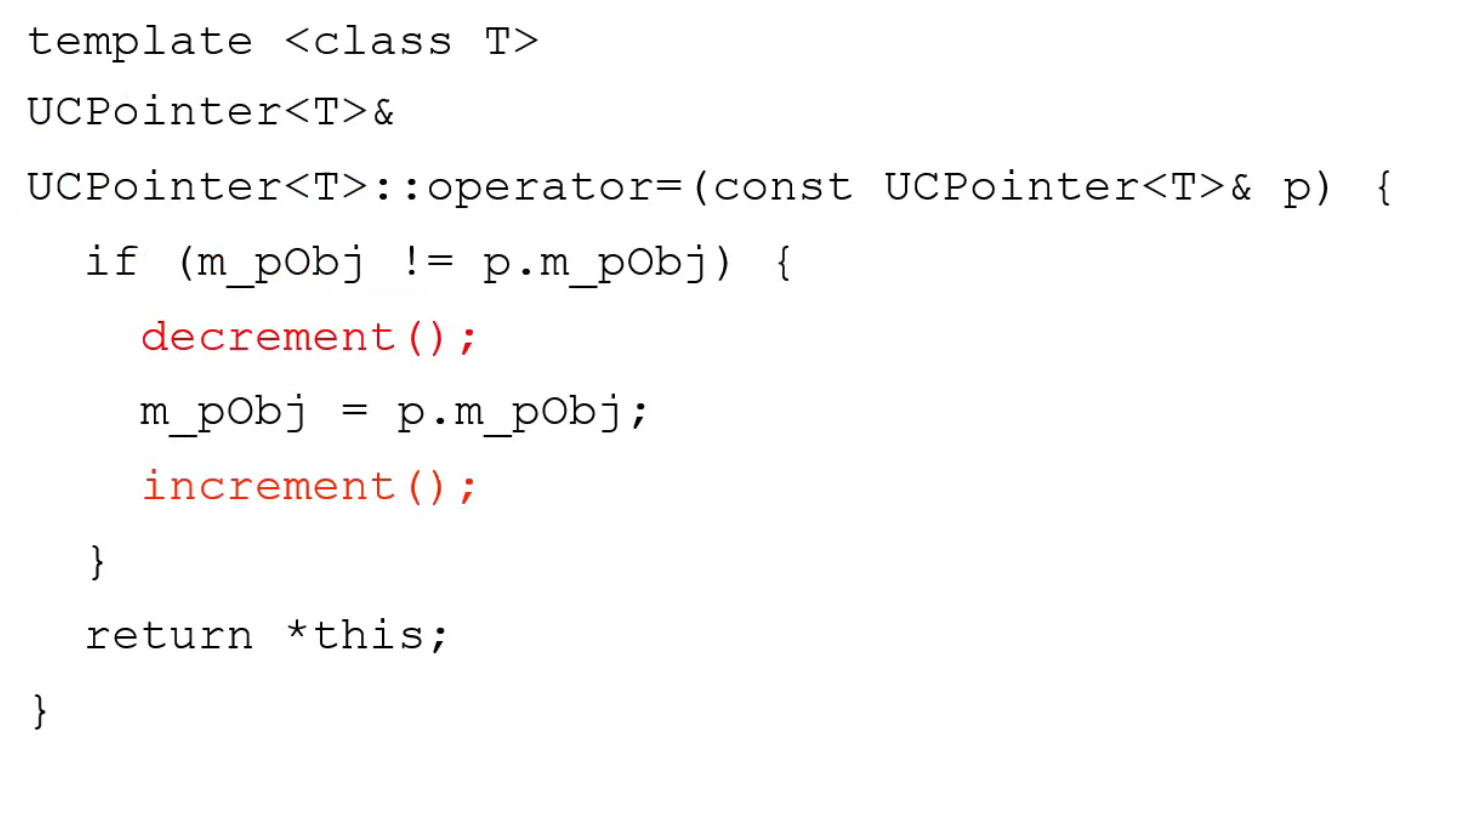 template <class T>
UCPointer<T>&
UCPointer<T>::operator=(const UCPointer<T>& p) {
if (m_pObj != p.m_pObj) {
decrement();
m_pObj = p.m_pObj;
increment();
}
return *this;
}